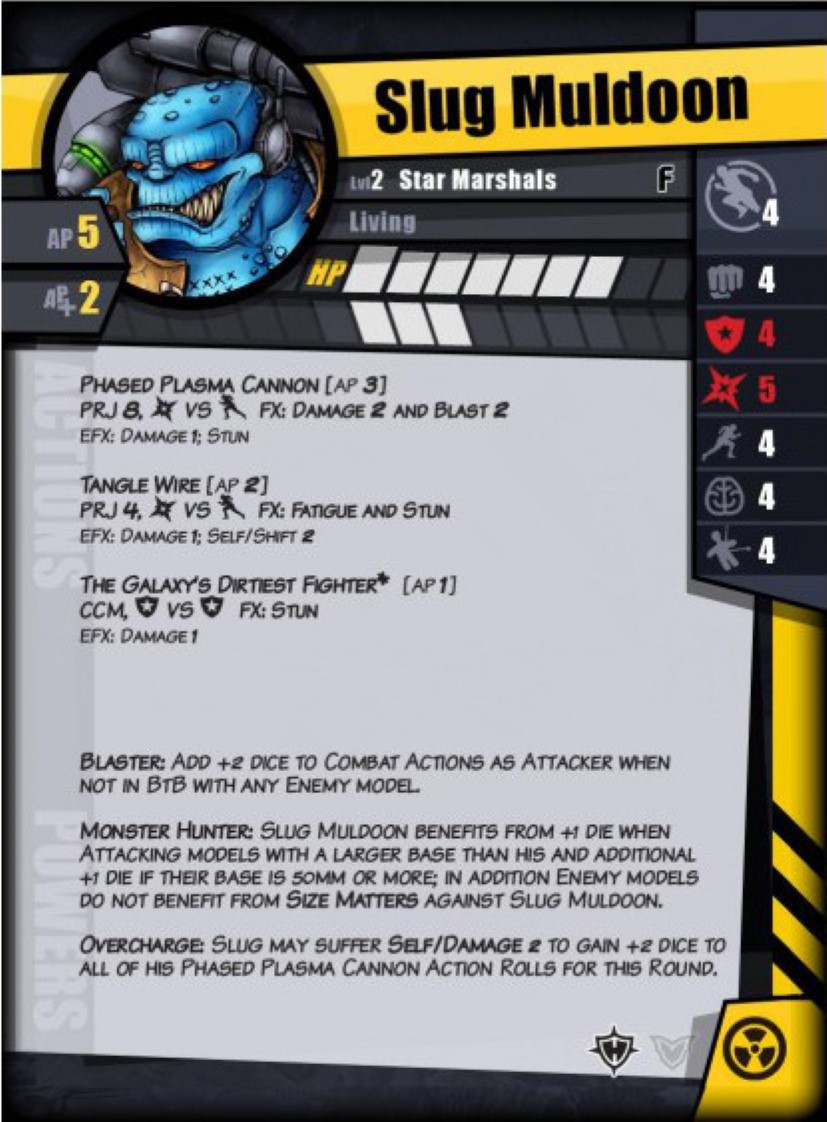 Slug Muldoon
Lvl2 Star Marshals F
Living
AP 5
AP+ 2
HP
4
4
4
5
4
4
4
ACTIONS
PHASED PLASMA CANNON [AP 3]
PRJ 8, VS FX: DAMAGE 2 AND BLAST 2
EFX: DAMAGE 1; STUN
TANGLE WIRE [AP 2]
PRJ 4, VS FX: FATIGUE AND STUN
EFX: DAMAGE 1; SELF/SHIFT 2
THE GALAXY'S DIRTIEST FIGHTER* [AP 1]
CCM, VS FX: STUN
EFX: DAMAGE 1
POWERS
BLASTER: ADD +2 DICE TO COMBAT ACTIONS AS ATTACKER WHEN
NOT IN BTB WITH ANY ENEMY MODEL.
MONSTER HUNTER: SLUG MULDOON BENEFITS FROM +1 DIE WHEN
ATTACKING MODELS WITH A LARGER BASE THAN HIS AND ADDITIONAL
+1 DIE IF THEIR BASE IS 50MM OR MORE; IN ADDITION ENEMY MODELS
DO NOT BENEFIT FROM SIZE MATTERS AGAINST SLUG MULDOON.
OVERCHARGE: SLUG MAY SUFFER SELF/DAMAGE 2 TO GAIN +2 DICE TO
ALL OF HIS PHASED PLASMA CANNON ACTION ROLLS FOR THIS ROUND.